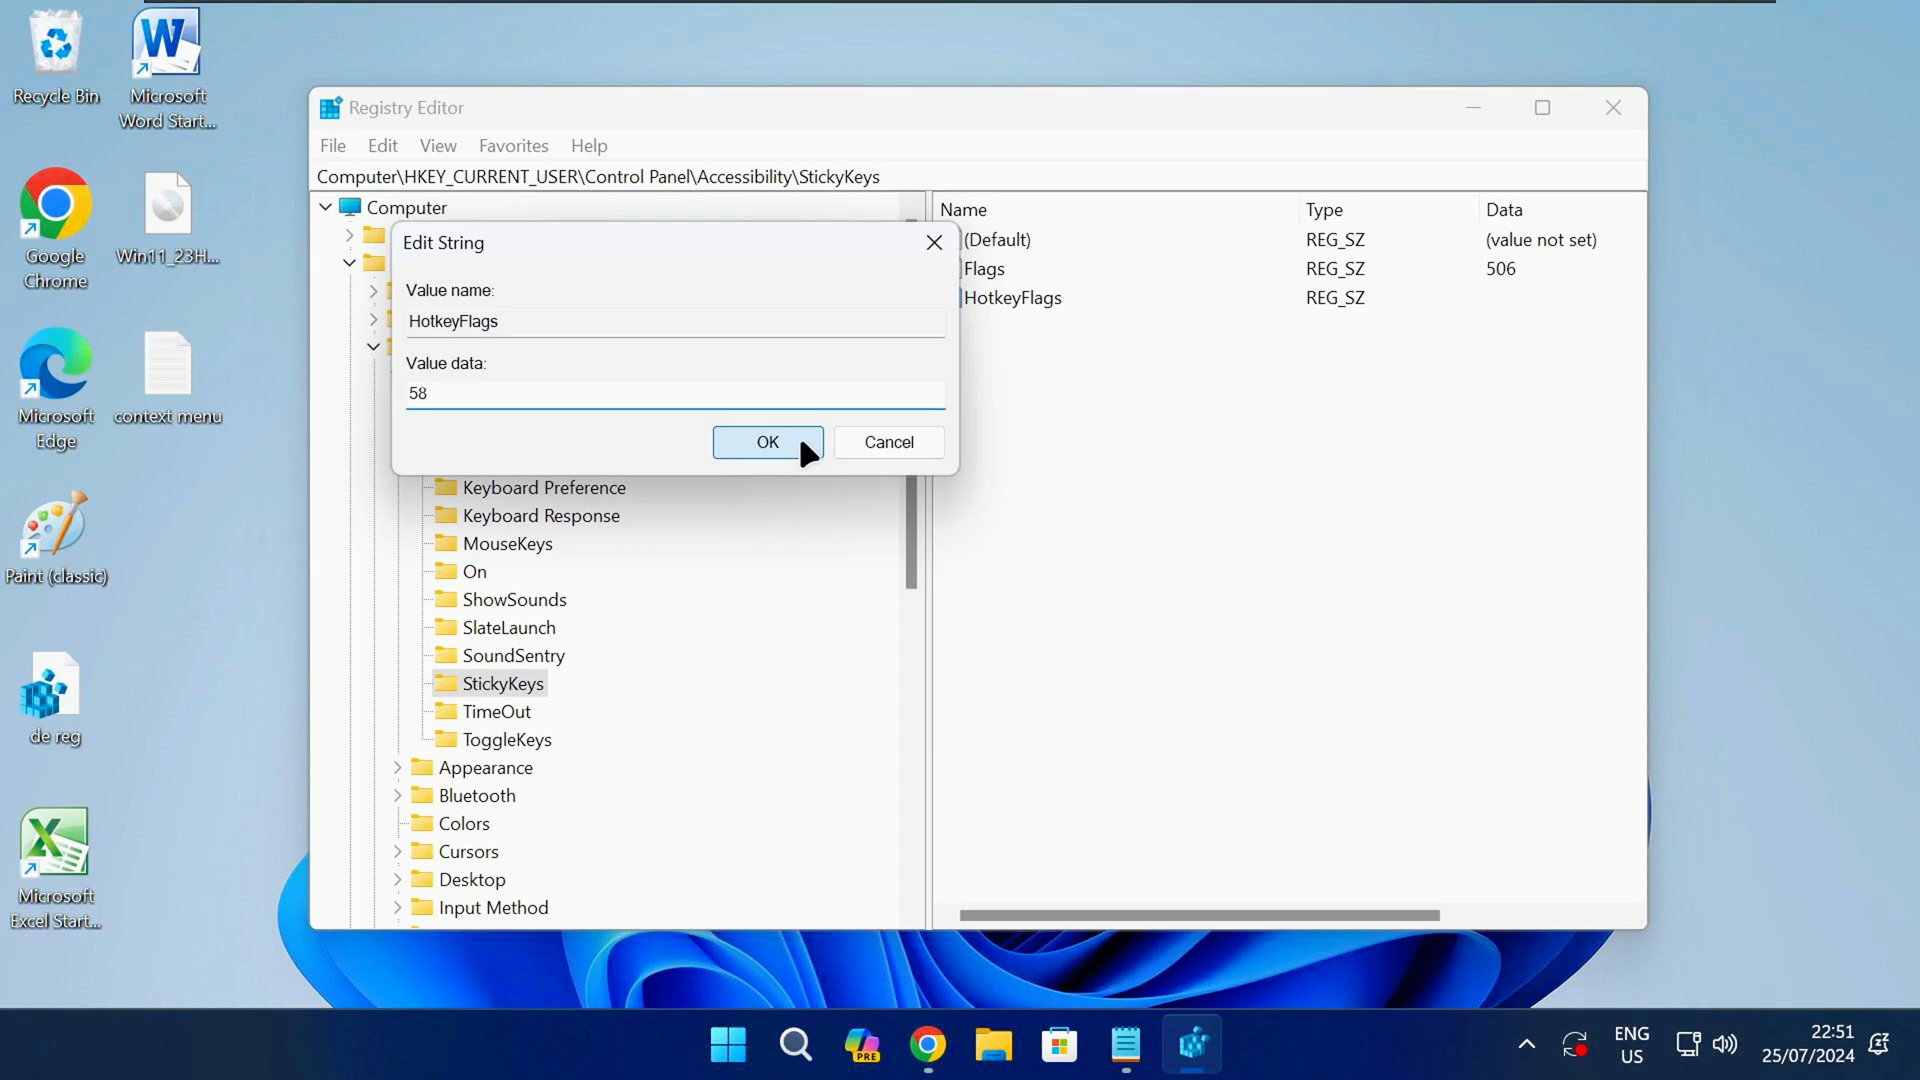 Recycle Bin
Microsoft
Word Start...
Google
Chrome
Win11_23H...
Microsoft
Edge
context menu
Paint (classic)
de reg
Microsoft
Excel Start...
Registry Editor
File Edit View Favorites Help
Computer\HKEY_CURRENT_USER\Control Panel\Accessibility\StickyKeys
Computer
Edit String
Value name:
HotkeyFlags
Value data:
58
OK Cancel
Keyboard Preference
Keyboard Response
MouseKeys
On
ShowSounds
SlateLaunch
SoundSentry
StickyKeys
TimeOut
ToggleKeys
Appearance
Bluetooth
Colors
Cursors
Desktop
Input Method
Name Type Data
(Default) REG_SZ (value not set)
Flags REG_SZ 506
HotkeyFlags REG_SZ
PRE
ENG
US
22:51
25/07/2024